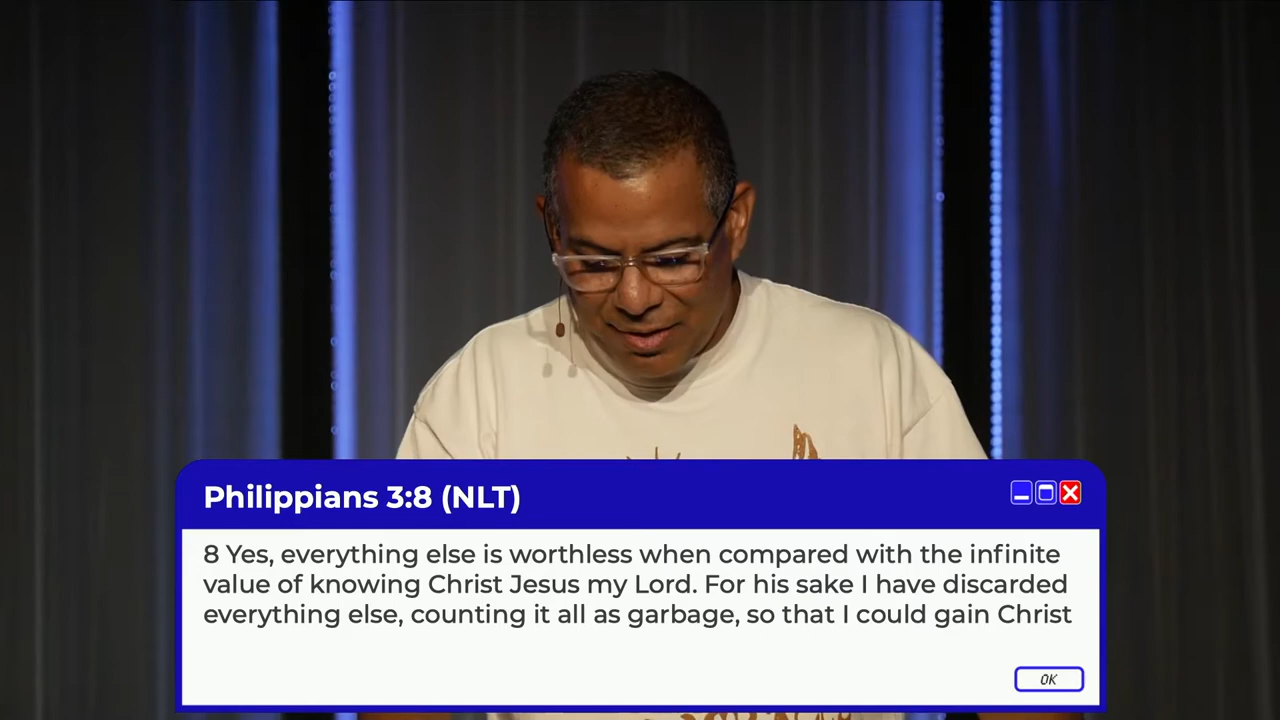 Philippians 3:8 (NLT)
8 Yes, everything else is worthless when compared with the infinite
value of knowing Christ Jesus my Lord. For his sake I have discarded
everything else, counting it all as garbage, so that I could gain Christ
OK